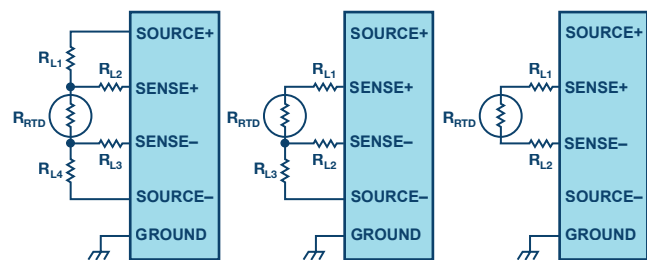 SOURCE+
R_L1
R_L2
SENSE+
R_RTD
SENSE–
R_L3
R_L4
SOURCE–
GROUND
SOURCE+
R_L1
SENSE+
R_RTD
SENSE–
R_L2
R_L3
SOURCE–
GROUND
SOURCE+
R_L1
SENSE+
R_RTD
SENSE–
R_L2
SOURCE–
GROUND